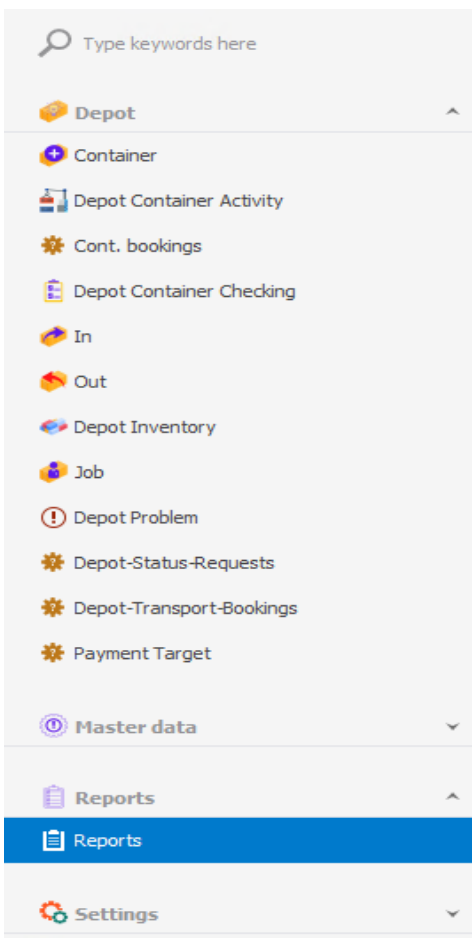 Type keywords here
Depot
Container
Depot Container Activity
Cont. bookings
Depot Container Checking
In
Out
Depot Inventory
Job
Depot Problem
Depot-Status-Requests
Depot-Transport-Bookings
Payment Target
Master data
Reports
Reports
Settings